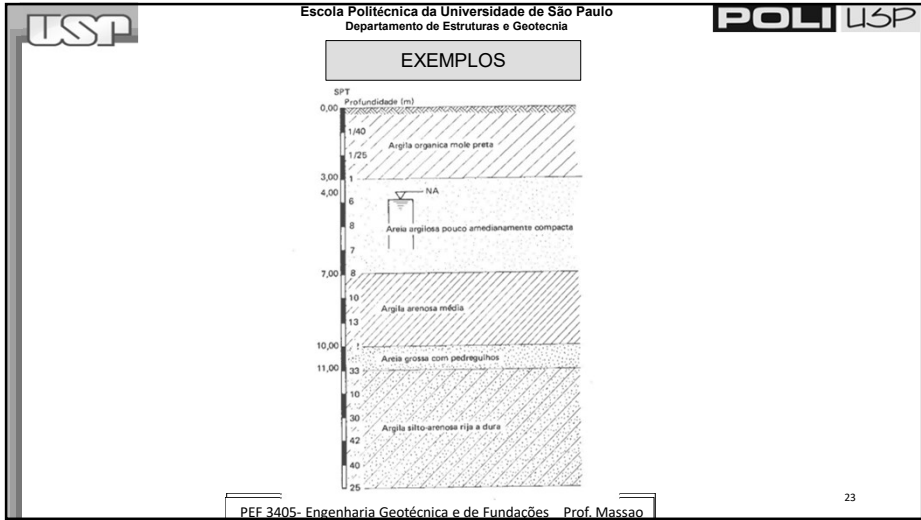 USP
Escola Politécnica da Universidade de São Paulo
Departamento de Estruturas e Geotecnia
POLI USP
EXEMPLOS
SPT
Profundidade (m)
0,00
1/40
Argila organica mole preta
1/25
3,00 1
4,00
NA
6
8
Areia argilosa pouco amedianamente compacta
7
7,00 8
10
Argila arenosa média
13
10,00
Areia grossa com pedregulhos
11,00 33
10
30
Argila silto-arenosa rija a dura
42
40
25
23
PEF 3405- Engenharia Geotécnica e de Fundações Prof. Massao